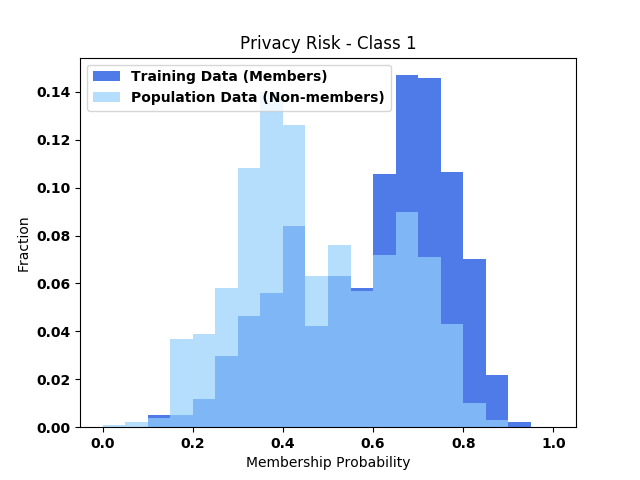 Privacy Risk - Class 1
Training Data (Members)
Population Data (Non-members)
0.14
0.12
0.10
0.08
0.06
0.04
0.02
0.00
Fraction
0.0 0.2 0.4 0.6 0.8 1.0
Membership Probability